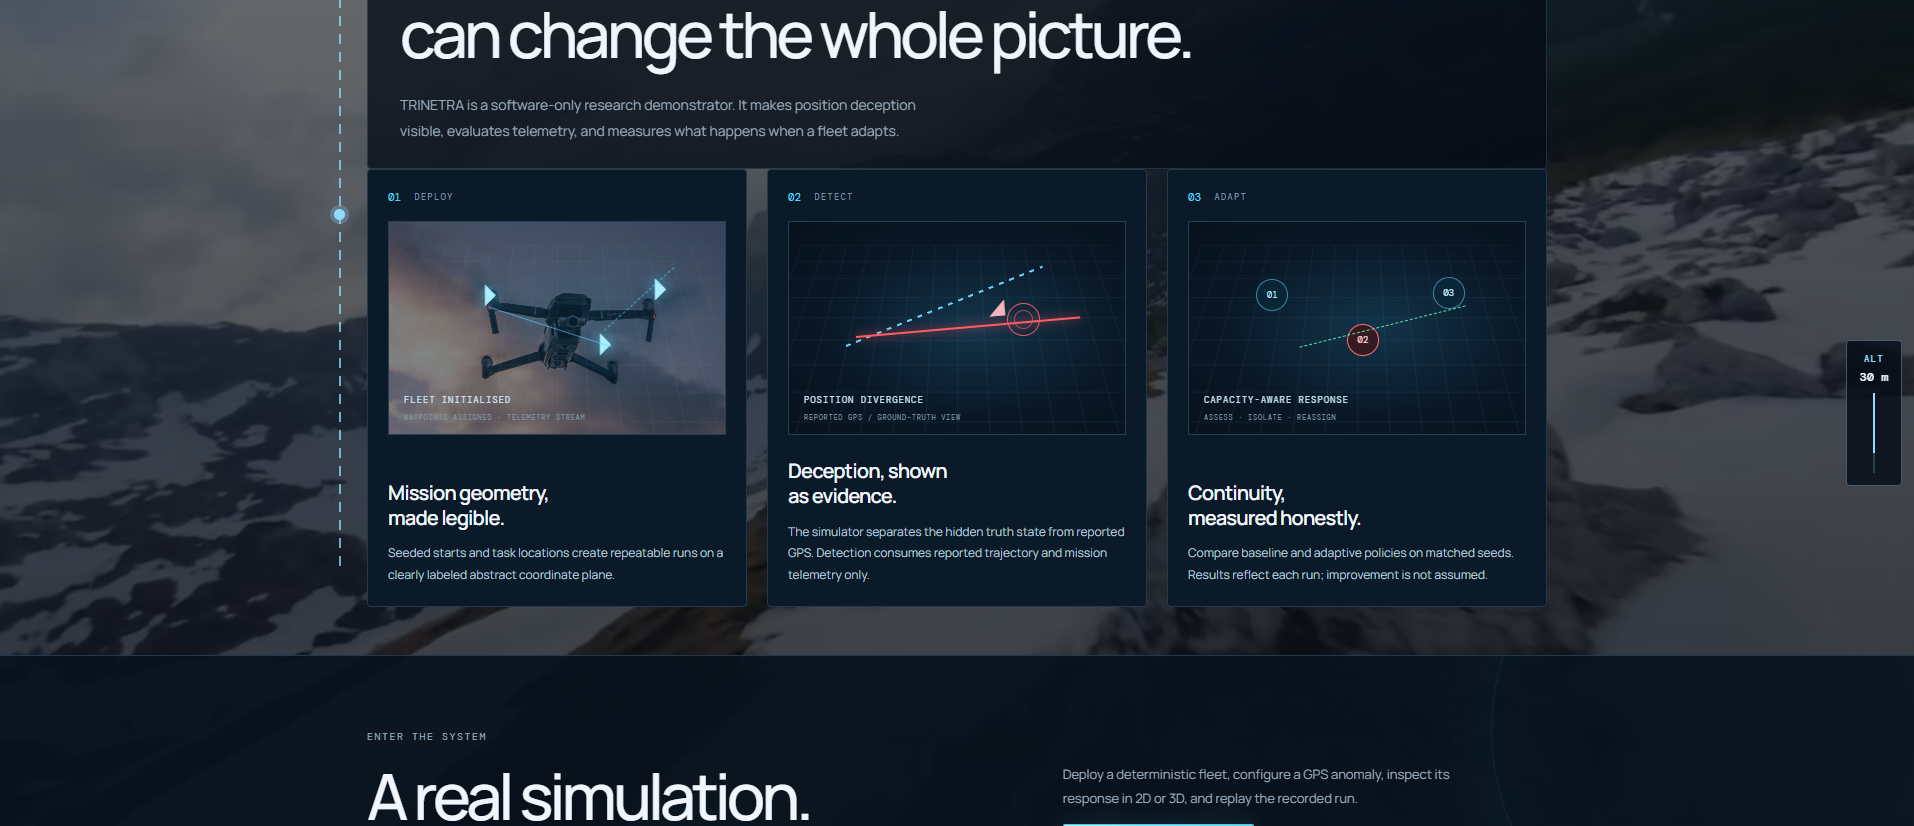 can change the whole picture.
TRINETRA is a software-only research demonstrator. It makes position deception
visible, evaluates telemetry, and measures what happens when a fleet adapts.
01 DEPLOY
FLEET INITIALISED
WAYPOINTS ASSIGNED · TELEMETRY STREAM
Mission geometry,
made legible.
Seeded starts and task locations create repeatable runs on a
clearly labeled abstract coordinate plane.
02 DETECT
POSITION DIVERGENCE
REPORTED GPS / GROUND-TRUTH VIEW
Deception, shown
as evidence.
The simulator separates the hidden truth state from reported
GPS. Detection consumes reported trajectory and mission
telemetry only.
03 ADAPT
01
03
02
CAPACITY-AWARE RESPONSE
ASSESS · ISOLATE · REASSIGN
Continuity,
measured honestly.
Compare baseline and adaptive policies on matched seeds.
Results reflect each run; improvement is not assumed.
ALT
30 m
ENTER THE SYSTEM
A real simulation.
Deploy a deterministic fleet, configure a GPS anomaly, inspect its
response in 2D or 3D, and replay the recorded run.